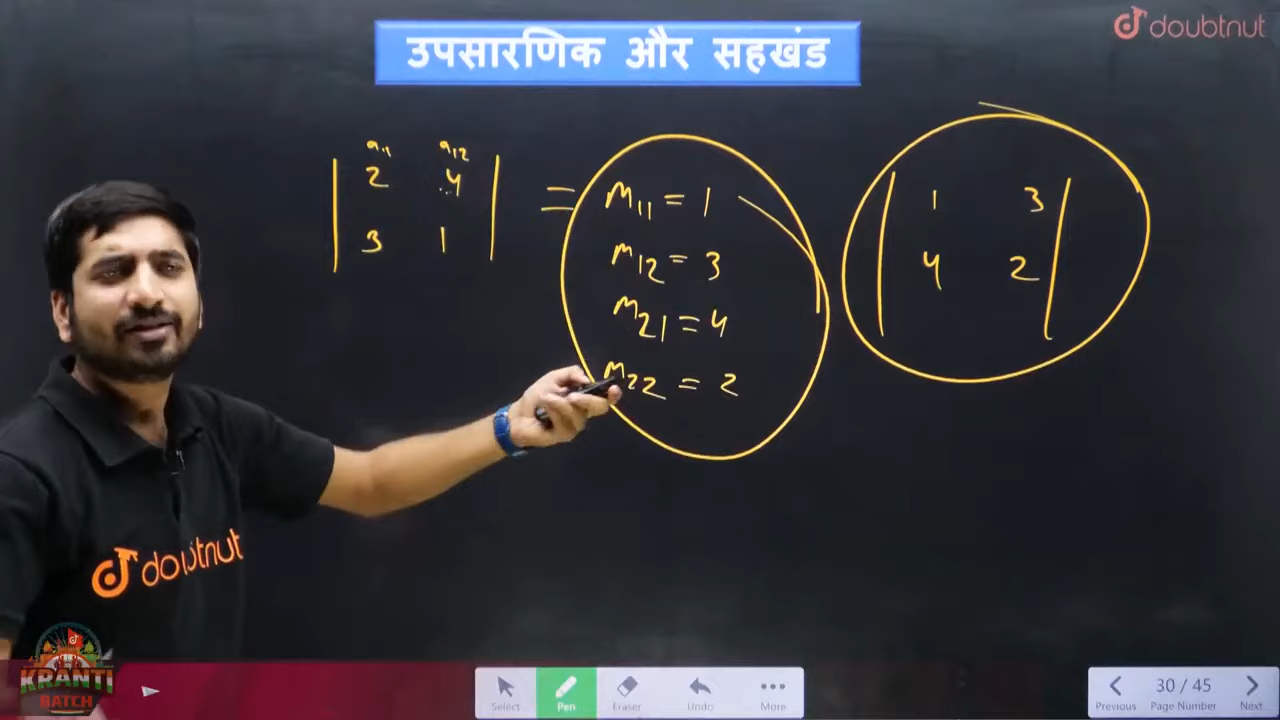 उपसारणिक और सहखंड
doubtnut
a11 a12
2 4
3 1
= m11 = 1
m12 = 3
m21 = 4
m22 = 2
1 3
4 2
doubtnut
KRANTI
BATCH
Select
Pen
Eraser
Undo
More
Previous
30 / 45
Page Number
Next